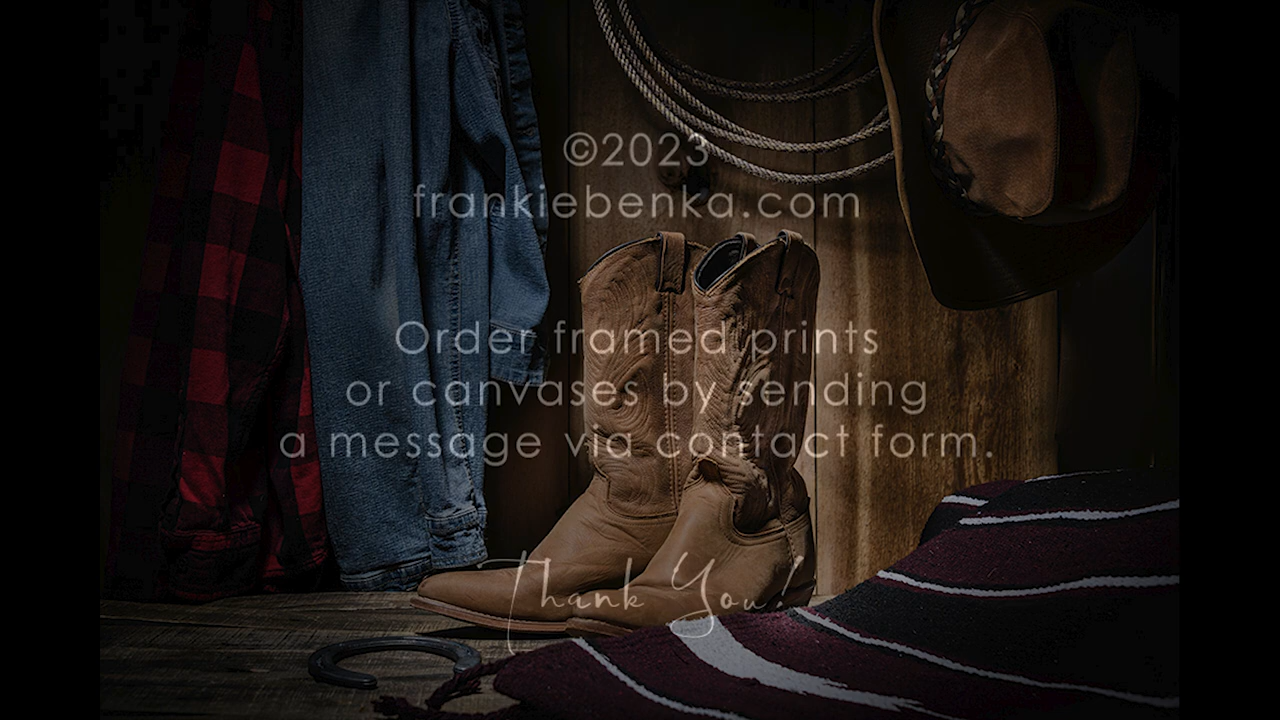 ©2023
frankiebenka.com
Order framed prints
or canvases by sending
a message via contact form.
Thank You!